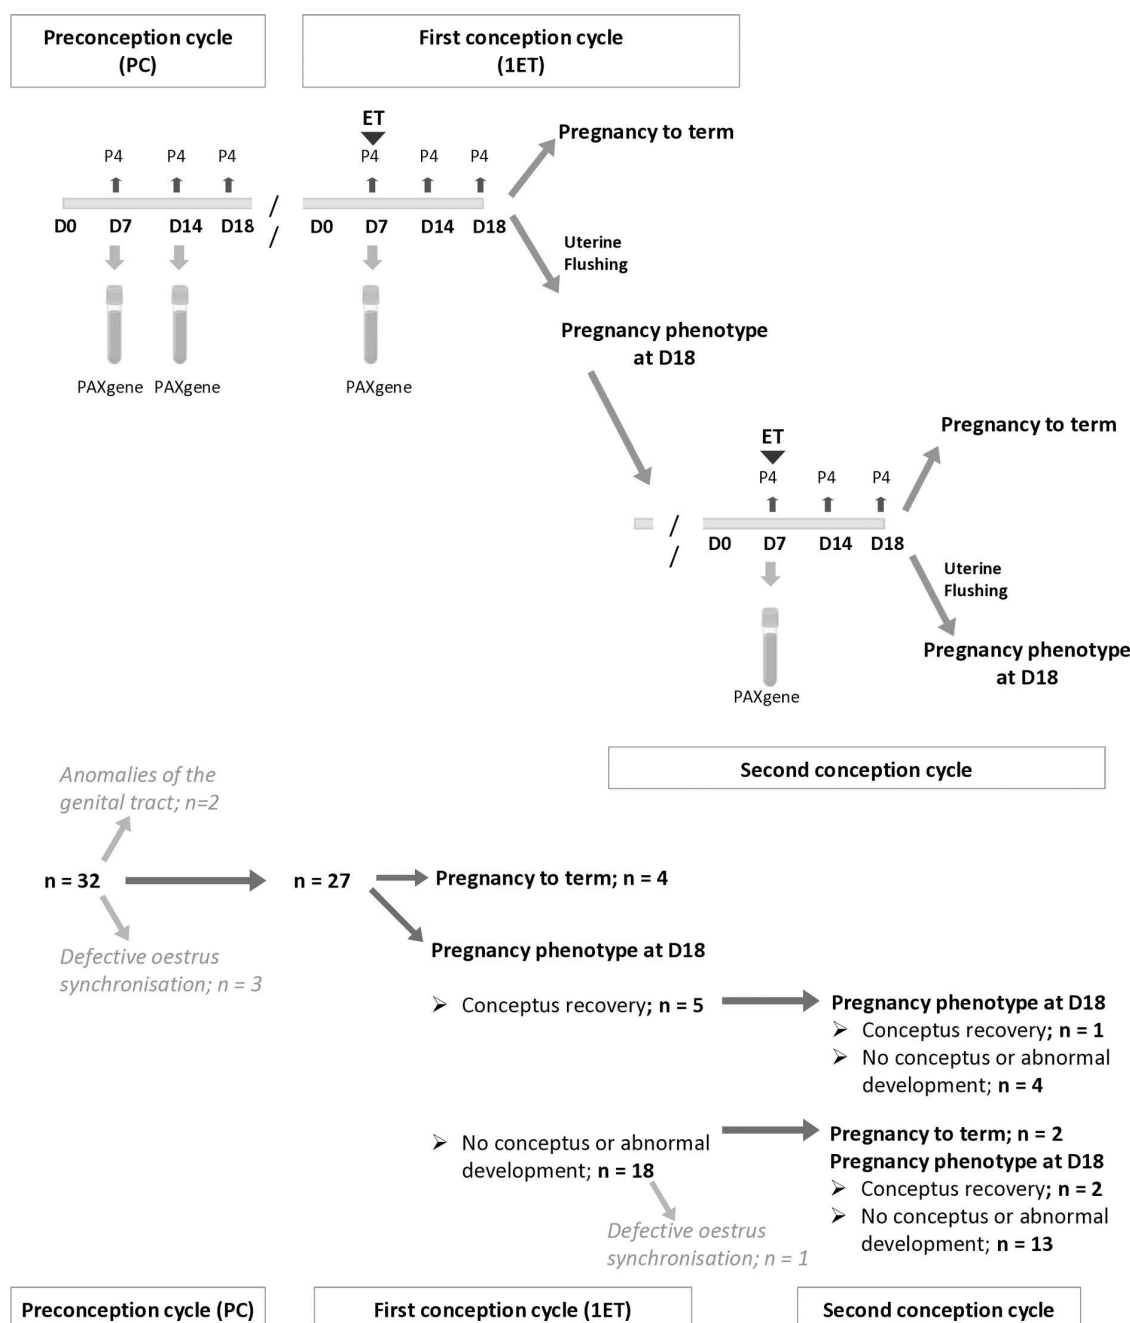 Preconception cycle
(PC)
First conception cycle
(1ET)
ET
P4 P4 P4
P4 P4 P4
/
/
D0 D7 D14 D18
D0 D7 D14 D18
PAXgene PAXgene
PAXgene
Pregnancy to term
Uterine
Flushing
Pregnancy phenotype
at D18
ET
P4 P4 P4
/
/
D0 D7 D14 D18
PAXgene
Pregnancy to term
Uterine
Flushing
Pregnancy phenotype
at D18
Second conception cycle
Anomalies of the
genital tract; n=2
n = 32
Defective oestrus
synchronisation; n = 3
n = 27
Pregnancy to term; n = 4
Pregnancy phenotype at D18
➢ Conceptus recovery; n = 5
➢ No conceptus or abnormal
development; n = 18
Defective oestrus
synchronisation; n = 1
Pregnancy phenotype at D18
➢ Conceptus recovery; n = 1
➢ No conceptus or abnormal
development; n = 4
Pregnancy to term; n = 2
Pregnancy phenotype at D18
➢ Conceptus recovery; n = 2
➢ No conceptus or abnormal
development; n = 13
Preconception cycle (PC)
First conception cycle (1ET)
Second conception cycle